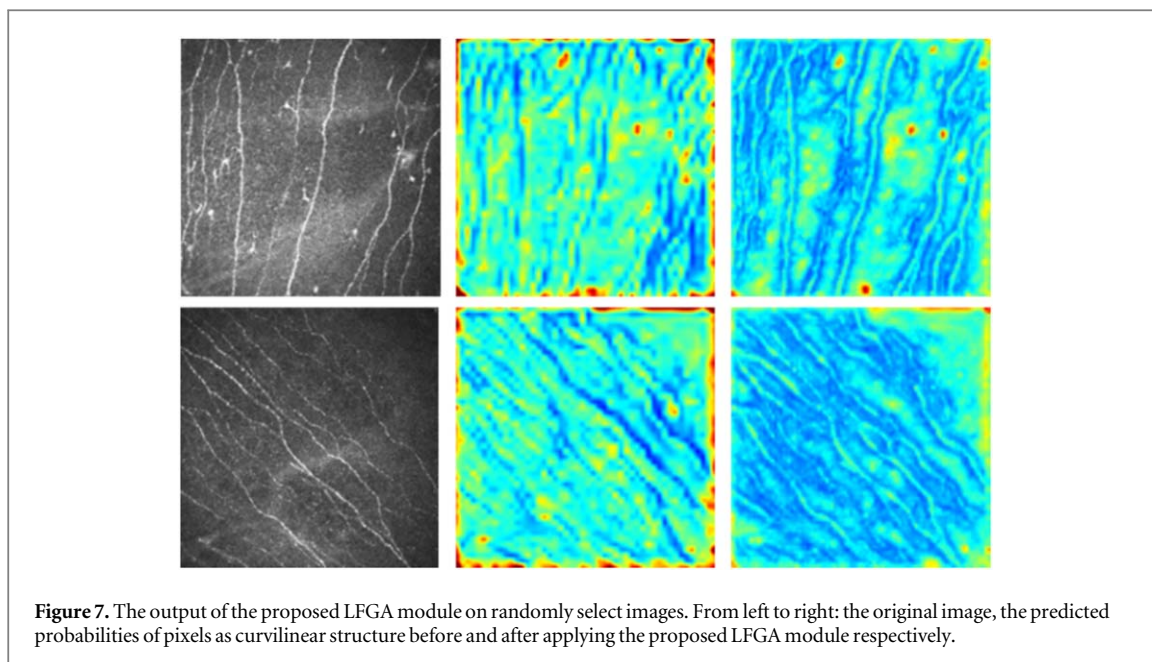 Figure 7. The output of the proposed LFGA module on randomly select images. From left to right: the original image, the predicted
probabilities of pixels as curvilinear structure before and after applying the proposed LFGA module respectively.